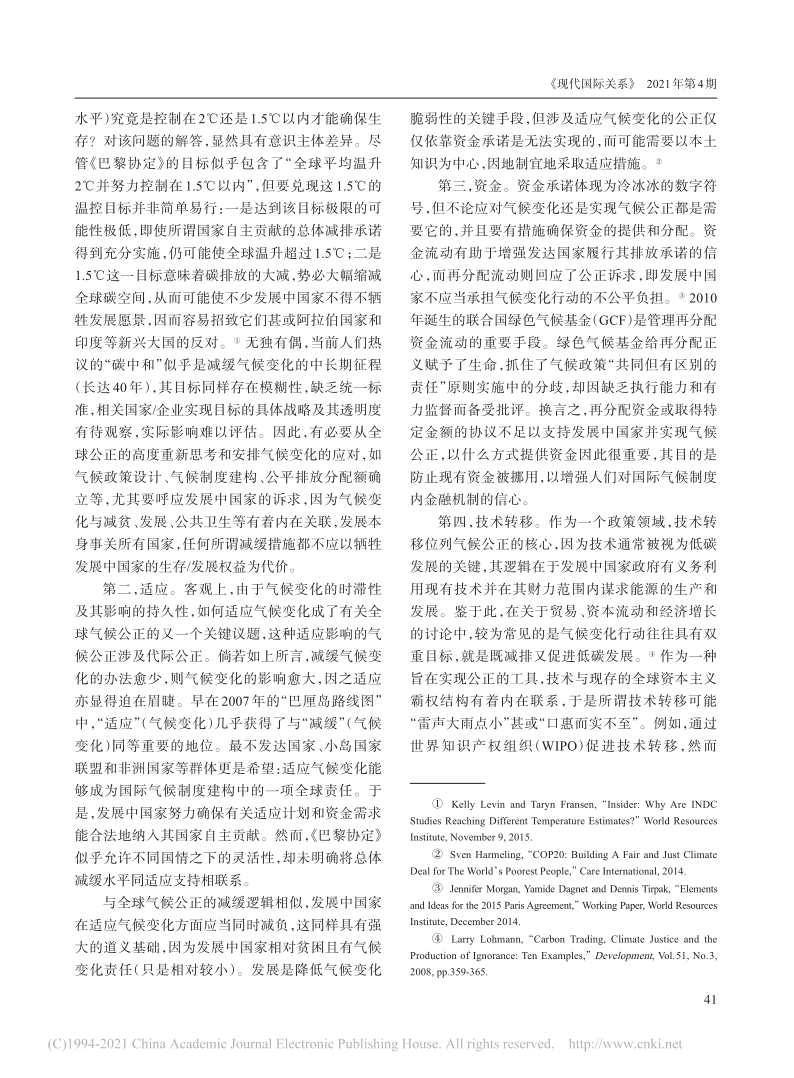 《现代国际关系》 2021年第4期
水平)究竟是控制在2℃还是1.5℃以内才能确保生
存？对该问题的解答,显然具有意识主体差异。尽
管《巴黎协定》的目标似乎包含了“全球平均温升
2℃并努力控制在1.5℃以内”,但要兑现这1.5℃的
温控目标并非简单易行:一是达到该目标极限的可
能性极低,即使所谓国家自主贡献的总体减排承诺
得到充分实施,仍可能使全球温升超过1.5℃;二是
1.5℃这一目标意味着碳排放的大减,势必大幅缩减
全球碳空间,从而可能使不少发展中国家不得不牺
牲发展愿景,因而容易招致它们甚或阿拉伯国家和
印度等新兴大国的反对。① 无独有偶,当前人们热
议的“碳中和”似乎是减缓气候变化的中长期征程
(长达40年),其目标同样存在模糊性,缺乏统一标
准,相关国家/企业实现目标的具体战略及其透明度
有待观察,实际影响难以评估。因此,有必要从全
球公正的高度重新思考和安排气候变化的应对,如
气候政策设计、气候制度建构、公平排放分配额确
立等,尤其要呼应发展中国家的诉求,因为气候变
化与减贫、发展、公共卫生等有着内在关联,发展本
身事关所有国家,任何所谓减缓措施都不应以牺牲
发展中国家的生存/发展权益为代价。
第二,适应。客观上,由于气候变化的时滞性
及其影响的持久性,如何适应气候变化成了有关全
球气候公正的又一个关键议题,这种适应影响的气
候公正涉及代际公正。倘若如上所言,减缓气候变
化的办法愈少,则气候变化的影响愈大,因之适应
亦显得迫在眉睫。早在2007年的“巴厘岛路线图”
中,“适应”(气候变化)几乎获得了与“减缓”(气候
变化)同等重要的地位。最不发达国家、小岛国家
联盟和非洲国家等群体更是希望:适应气候变化能
够成为国际气候制度建构中的一项全球责任。于
是,发展中国家努力确保有关适应计划和资金需求
能合法地纳入其国家自主贡献。然而,《巴黎协定》
似乎允许不同国情之下的灵活性,却未明确将总体
减缓水平同适应支持相联系。
与全球气候公正的减缓逻辑相似,发展中国家
在适应气候变化方面应当同时减负,这同样具有强
大的道义基础,因为发展中国家相对贫困且有气候
变化责任(只是相对较小)。发展是降低气候变化
脆弱性的关键手段,但涉及适应气候变化的公正仅
仅依靠资金承诺是无法实现的,而可能需要以本土
知识为中心,因地制宜地采取适应措施。②
第三,资金。资金承诺体现为冷冰冰的数字符
号,但不论应对气候变化还是实现气候公正都是需
要它的,并且要有措施确保资金的提供和分配。资
金流动有助于增强发达国家履行其排放承诺的信
心,而再分配流动则回应了公正诉求,即发展中国
家不应当承担气候变化行动的不公平负担。③ 2010
年诞生的联合国绿色气候基金(GCF)是管理再分配
资金流动的重要手段。绿色气候基金给再分配正
义赋予了生命,抓住了气候政策“共同但有区别的
责任”原则实施中的分歧,却因缺乏执行能力和有
力监督而备受批评。换言之,再分配资金或取得特
定金额的协议不足以支持发展中国家并实现气候
公正,以什么方式提供资金因此很重要,其目的是
防止现有资金被挪用,以增强人们对国际气候制度
内金融机制的信心。
第四,技术转移。作为一个政策领域,技术转
移位列气候公正的核心,因为技术通常被视为低碳
发展的关键,其逻辑在于发展中国家政府有义务利
用现有技术并在其财力范围内谋求能源的生产和
发展。鉴于此,在关于贸易、资本流动和经济增长
的讨论中,较为常见的是气候变化行动往往具有双
重目标,就是既减排又促进低碳发展。④ 作为一种
旨在实现公正的工具,技术与现存的全球资本主义
霸权结构有着内在联系,于是所谓技术转移可能
“雷声大雨点小”甚或“口惠而实不至”。例如,通过
世界知识产权组织(WIPO)促进技术转移,然而
① Kelly Levin and Taryn Fransen, “Insider: Why Are INDC
Studies Reaching Different Temperature Estimates?” World Resources
Institute, November 9, 2015.
② Sven Harmeling, “COP20: Building A Fair and Just Climate
Deal for The World’s Poorest People,” Care International, 2014.
③ Jennifer Morgan, Yamide Dagnet and Dennis Tirpak, “Elements
and Ideas for the 2015 Paris Agreement,” Working Paper, World Resources
Institute, December 2014.
④ Larry Lohmann, “Carbon Trading, Climate Justice and the
Production of Ignorance: Ten Examples,” Development, Vol.51, No.3,
2008, pp.359-365.
41
(C)1994-2021 China Academic Journal Electronic Publishing House. All rights reserved. http://www.cnki.net